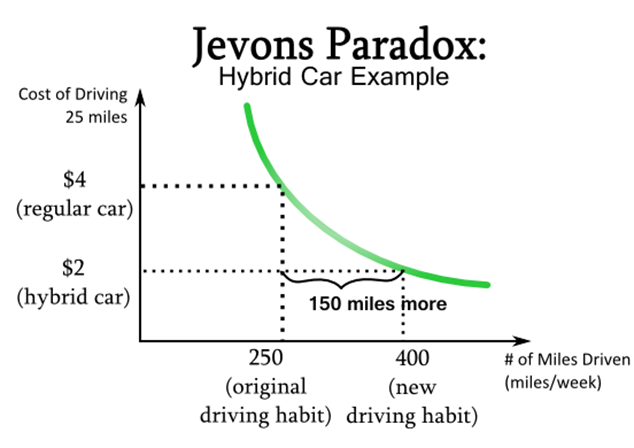 Jevons Paradox:
Hybrid Car Example
Cost of Driving
25 miles
$4
(regular car)
$2
(hybrid car)
150 miles more
250
(original
driving habit)
400
(new
driving habit)
# of Miles Driven
(miles/week)